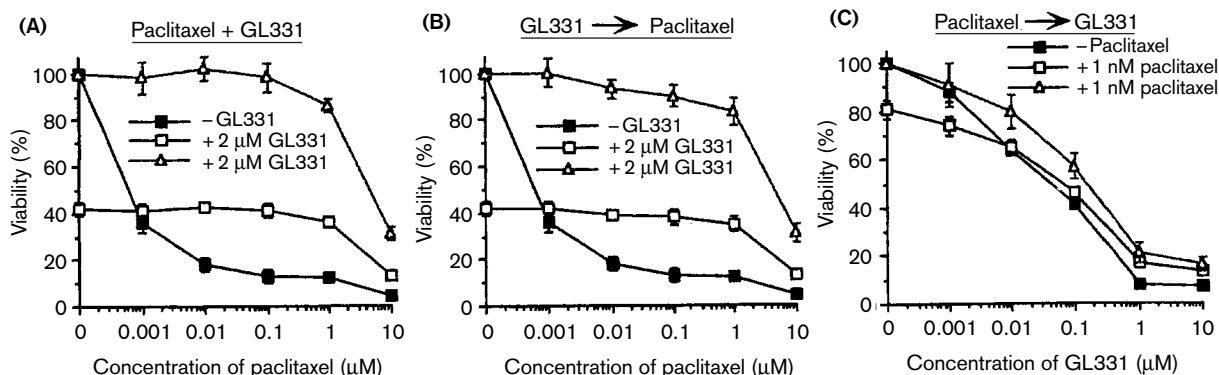 (A)
Paclitaxel + GL331
Viability (%)
100
80
60
40
20
0
– GL331
+ 2 μM GL331
+ 2 μM GL331
0 0.001 0.01 0.1 1 10
Concentration of paclitaxel (μM)
(B)
GL331 → Paclitaxel
Viability (%)
100
80
60
40
20
0
– GL331
+ 2 μM GL331
+ 2 μM GL331
0 0.001 0.01 0.1 1 10
Concentration of paclitaxel (μM)
(C)
Paclitaxel → GL331
– Paclitaxel
+ 1 nM paclitaxel
+ 1 nM paclitaxel
Viability (%)
100
80
60
40
20
0
0 0.001 0.01 0.1 1 10
Concentration of GL331 (μM)